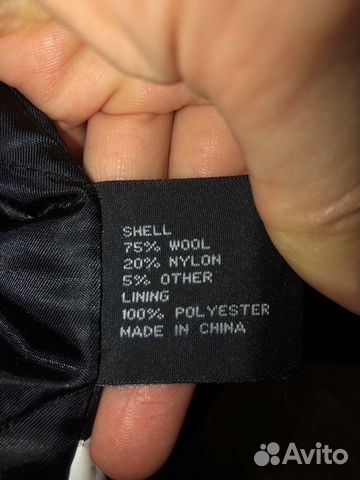 SHELL
75% WOOL
20% NYLON
5% OTHER
LINING
100% POLYESTER
MADE IN CHINA
Avito